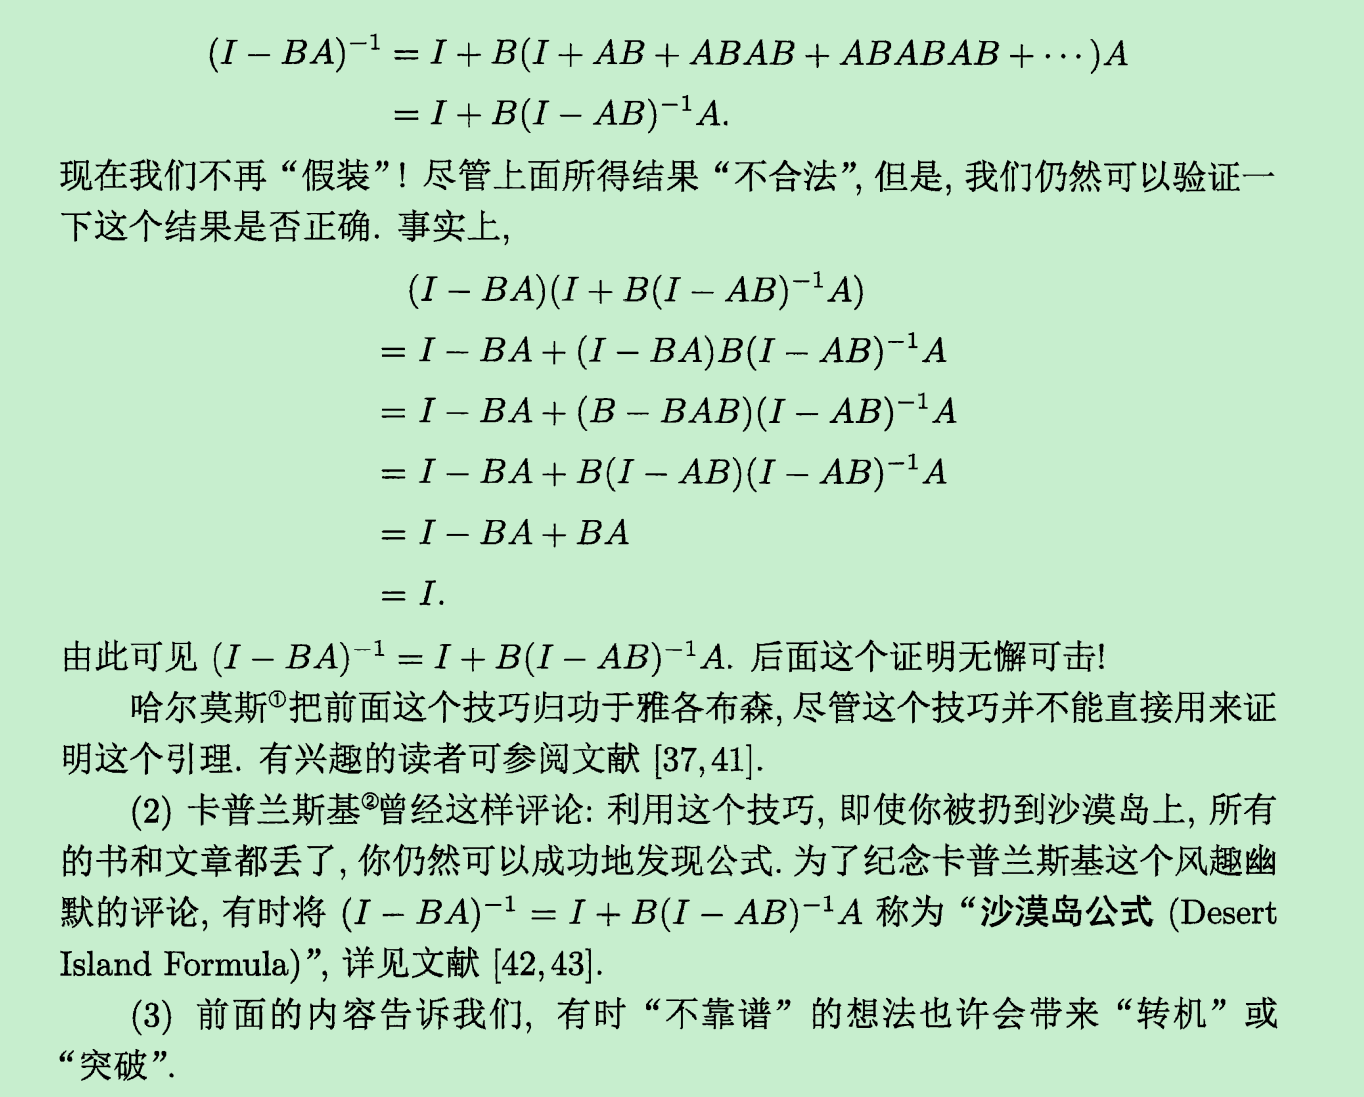 (I − BA)⁻¹ = I + B(I + AB + ABAB + ABABAB + ···)A
= I + B(I − AB)⁻¹A.
现在我们不再“假装”! 尽管上面所得结果“不合法”, 但是, 我们仍然可以验证一
下这个结果是否正确. 事实上,
(I − BA)(I + B(I − AB)⁻¹A)
= I − BA + (I − BA)B(I − AB)⁻¹A
= I − BA + (B − BAB)(I − AB)⁻¹A
= I − BA + B(I − AB)(I − AB)⁻¹A
= I − BA + BA
= I.
由此可见 (I − BA)⁻¹ = I + B(I − AB)⁻¹A. 后面这个证明无懈可击!
哈尔莫斯①把前面这个技巧归功于雅各布森, 尽管这个技巧并不能直接用来证
明这个引理. 有兴趣的读者可参阅文献 [37,41].
(2) 卡普兰斯基②曾经这样评论: 利用这个技巧, 即使你被扔到沙漠岛上, 所有
的书和文章都丢了, 你仍然可以成功地发现公式. 为了纪念卡普兰斯基这个风趣幽
默的评论, 有时将 (I − BA)⁻¹ = I + B(I − AB)⁻¹A 称为 “沙漠岛公式 (Desert
Island Formula)”, 详见文献 [42,43].
(3) 前面的内容告诉我们, 有时 “不靠谱” 的想法也许会带来 “转机” 或
“突破”.